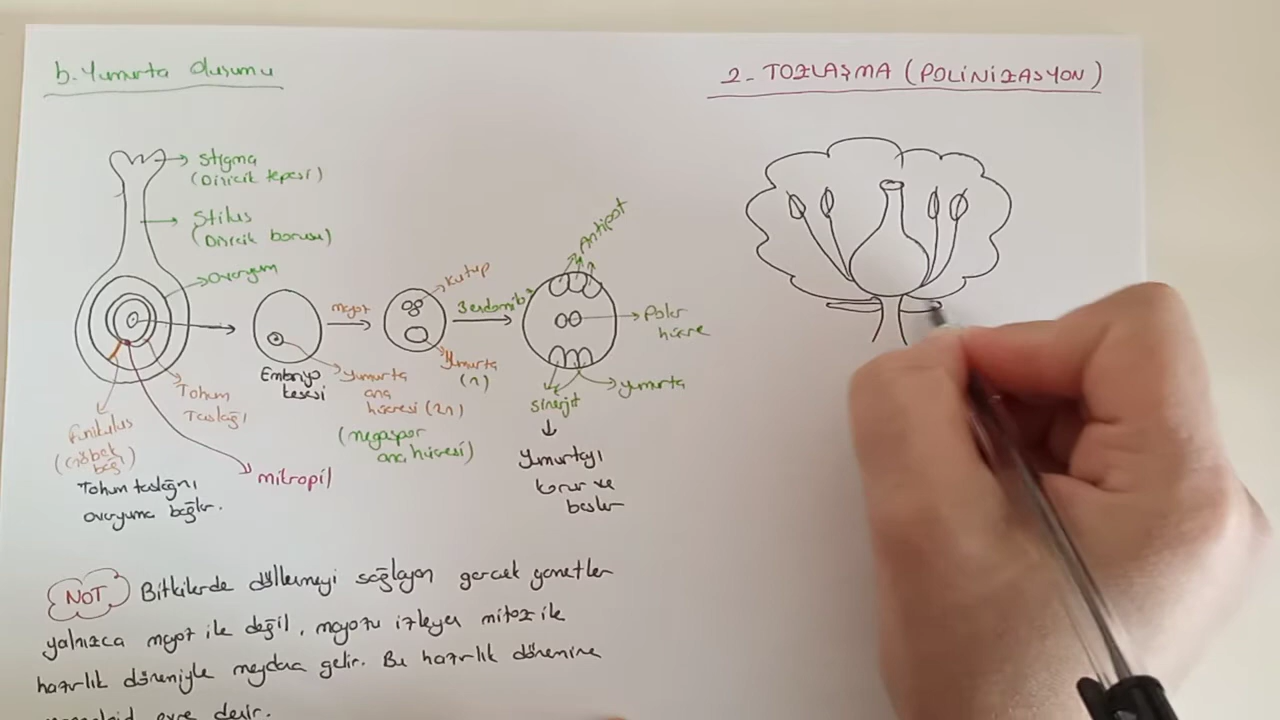 b. Yumurta Oluşumu
Stigma
(Dişicik tepesi)
Stilus
(Dişicik borusu)
Ovaryum
Tohum
Taslağı
Funikulus
(Göbek
bağı)
Tohum taslağını
ovaryuma bağlar.
mikropil
Embriyo
kesesi
mayoz
Yumurta
ana
hücresi (2n)
(megaspor
ana hücresi)
Kutup
Yumurta
(n)
Antipot
Polar
hücre
yumurta
Sinerjit
Yumurtayı
korur ve
besler
NOT Bitkilerde döllenmeyi sağlayan gerçek gametler
yalnızca mayoz ile değil, mayozu izleyen mitoz ile
hazırlık dönemiyle meydana gelir. Bu hazırlık dönemine
evre denir.
2- TOZLAŞMA (POLİNİZASYON)